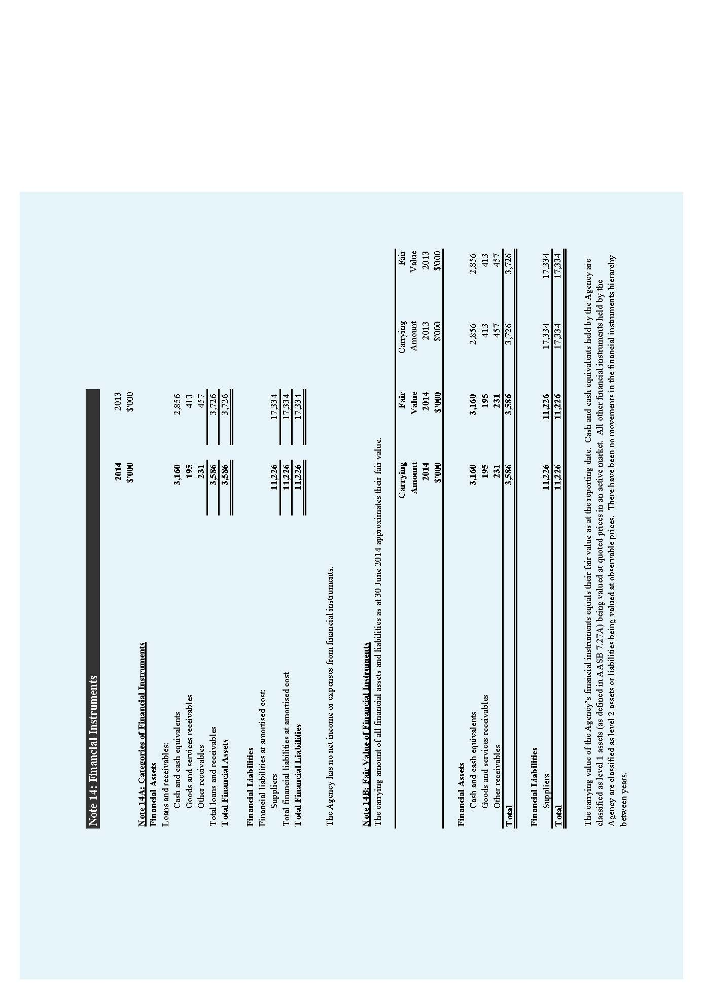 Note 14: Financial Instruments
2014 2013
$'000 $'000
Note 14A: Categories of Financial Instruments
Financial Assets
Loans and receivables:
Cash and cash equivalents 3,160 2,856
Goods and services receivables 195 413
Other receivables 231 457
Total loans and receivables 3,586 3,726
Total Financial Assets 3,586 3,726
Financial Liabilities
Financial liabilities at amortised cost:
Suppliers 11,226 17,334
Total financial liabilities at amortised cost 11,226 17,334
Total Financial Liabilities 11,226 17,334
The Agency has no net income or expenses from financial instruments.
Note 14B: Fair Value of Financial Instruments
The carrying amount of all financial assets and liabilities as at 30 June 2014 approximates their fair value.
Carrying Fair Carrying Fair
Amount Value Amount Value
2014 2014 2013 2013
$'000 $'000 $'000 $'000
Financial Assets
Cash and cash equivalents 3,160 3,160 2,856 2,856
Goods and services receivables 195 195 413 413
Other receivables 231 231 457 457
Total 3,586 3,586 3,726 3,726
Financial Liabilities
Suppliers 11,226 11,226 17,334 17,334
Total 11,226 11,226 17,334 17,334
The carrying value of the Agency's financial instruments equals their fair value as at the reporting date. Cash and cash equivalents held by the Agency are
classified as level 1 assets (as defined in AASB 7.27A) being valued at quoted prices in an active market. All other financial instruments held by the
Agency are classified as level 2 assets or liabilities being valued at observable prices. There have been no movements in the financial instruments hierarchy
between years.